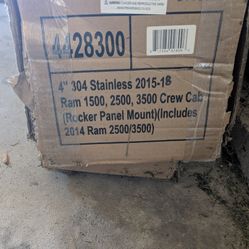 4428300
4" 304 Stainless 2015-18
Ram 1500, 2500, 3500 Crew Cab
(Rocker Panel Mount)(Includes
2014 Ram 2500/3500)